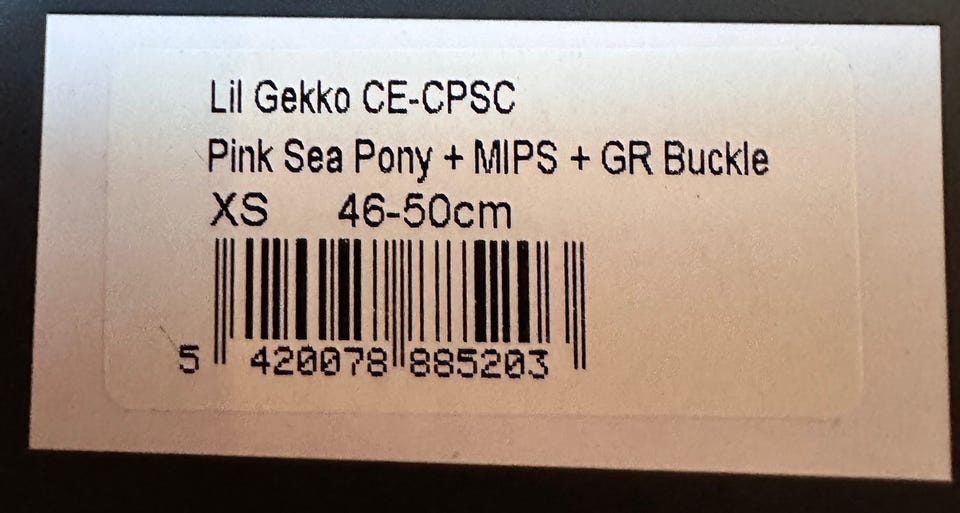 Lil Gekko CE-CPSC
Pink Sea Pony + MIPS + GR Buckle
XS 46-50cm
5 420078 885203